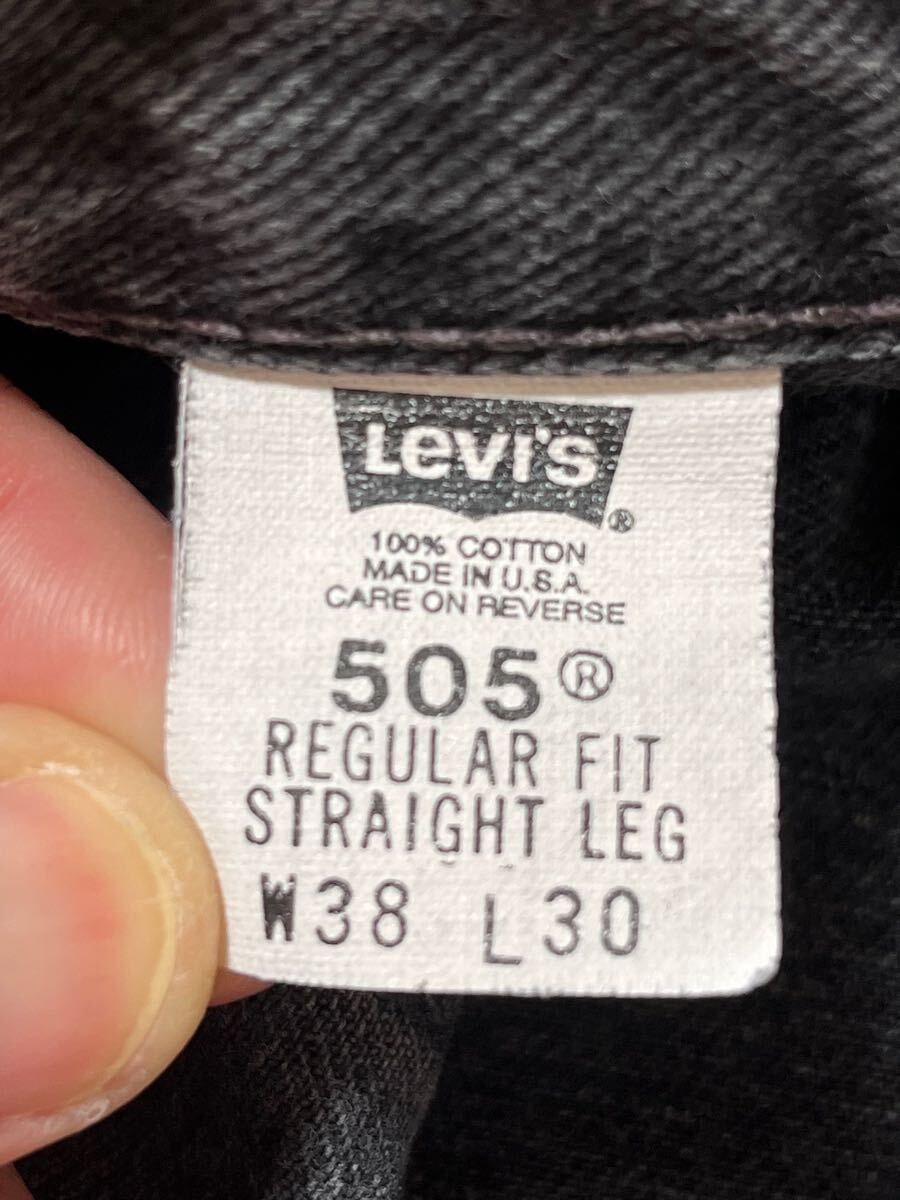 Levi's
®
100% COTTON
MADE IN U.S.A.
CARE ON REVERSE
505®
REGULAR FIT
STRAIGHT LEG
W38 L30